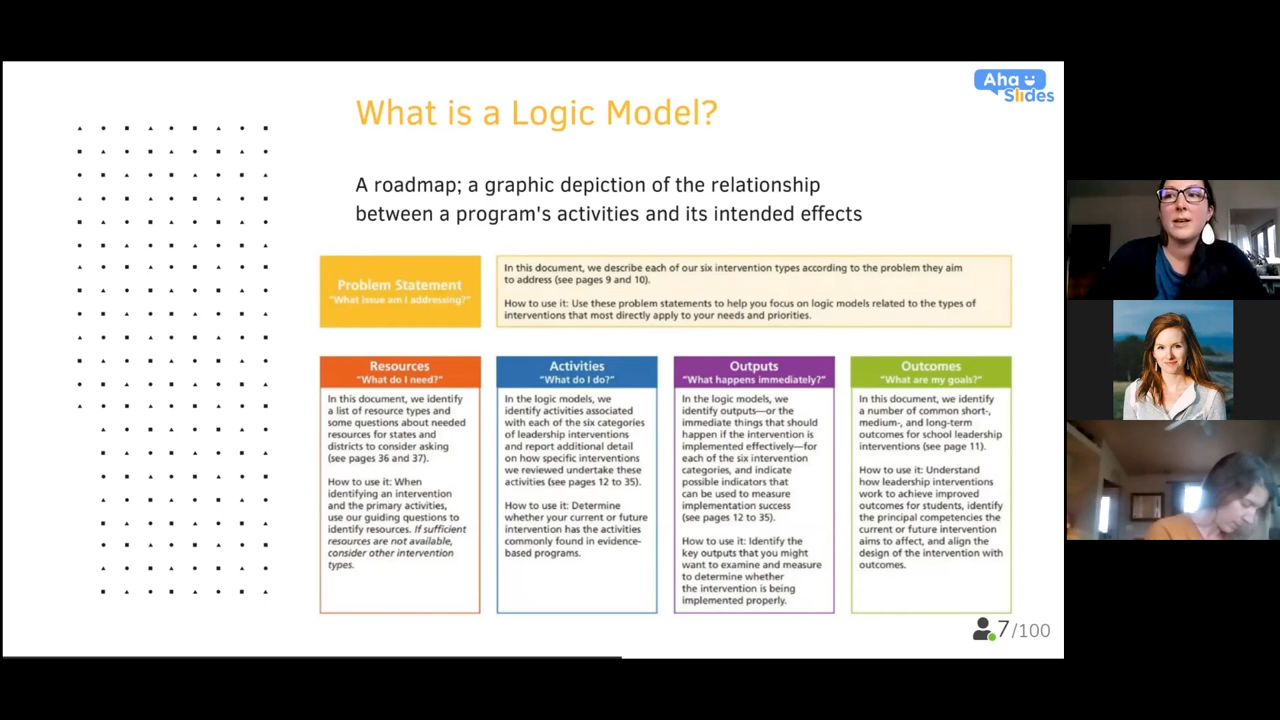 Aha
Slides
What is a Logic Model?
A roadmap; a graphic depiction of the relationship
between a program's activities and its intended effects
Problem Statement
"What issue am I addressing?"
In this document, we describe each of our six intervention types according to the problem they aim
to address (see pages 9 and 10).
How to use it: Use these problem statements to help you focus on logic models related to the types of
interventions that most directly apply to your needs and priorities.
Resources
"What do I need?"
In this document, we identify
a list of resource types and
some questions about needed
resources for states and
districts to consider asking
(see pages 36 and 37).
How to use it: When
identifying an intervention
and the primary activities,
use our guiding questions to
identify resources. If sufficient
resources are not available,
consider other intervention
types.
Activities
"What do I do?"
In the logic models, we
identify activities associated
with each of the six categories
of leadership interventions
and report additional detail
on how specific interventions
we reviewed undertake these
activities (see pages 12 to 35).
How to use it: Determine
whether your current or future
intervention has the activities
commonly found in evidence-
based programs.
Outputs
"What happens immediately?"
In the logic models, we
identify outputs—or the
immediate things that should
happen if the intervention is
implemented effectively—for
each of the six intervention
categories, and indicate
possible indicators that
can be used to measure
implementation success
(see pages 12 to 35).
How to use it: Identify the
key outputs that you might
want to examine and measure
to determine whether
the intervention is being
implemented properly.
Outcomes
"What are my goals?"
In this document, we identify
a number of common short-,
medium-, and long-term
outcomes for school leadership
interventions (see page 11).
How to use it: Understand
how leadership interventions
work to achieve improved
outcomes for students, identify
the principal competencies the
current or future intervention
aims to affect, and align the
design of the intervention with
outcomes.
7/100